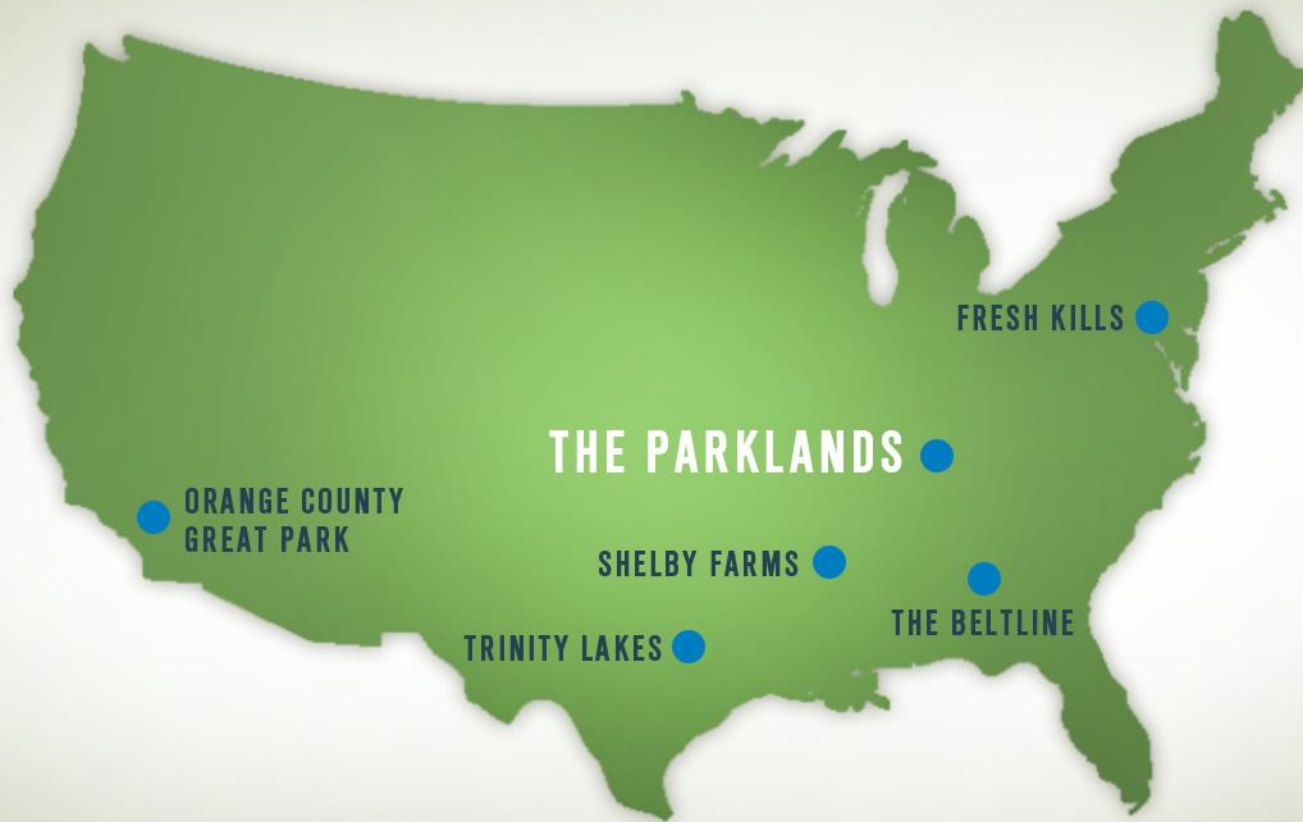 FRESH KILLS
THE PARKLANDS
ORANGE COUNTY
GREAT PARK
SHELBY FARMS
THE BELTLINE
TRINITY LAKES